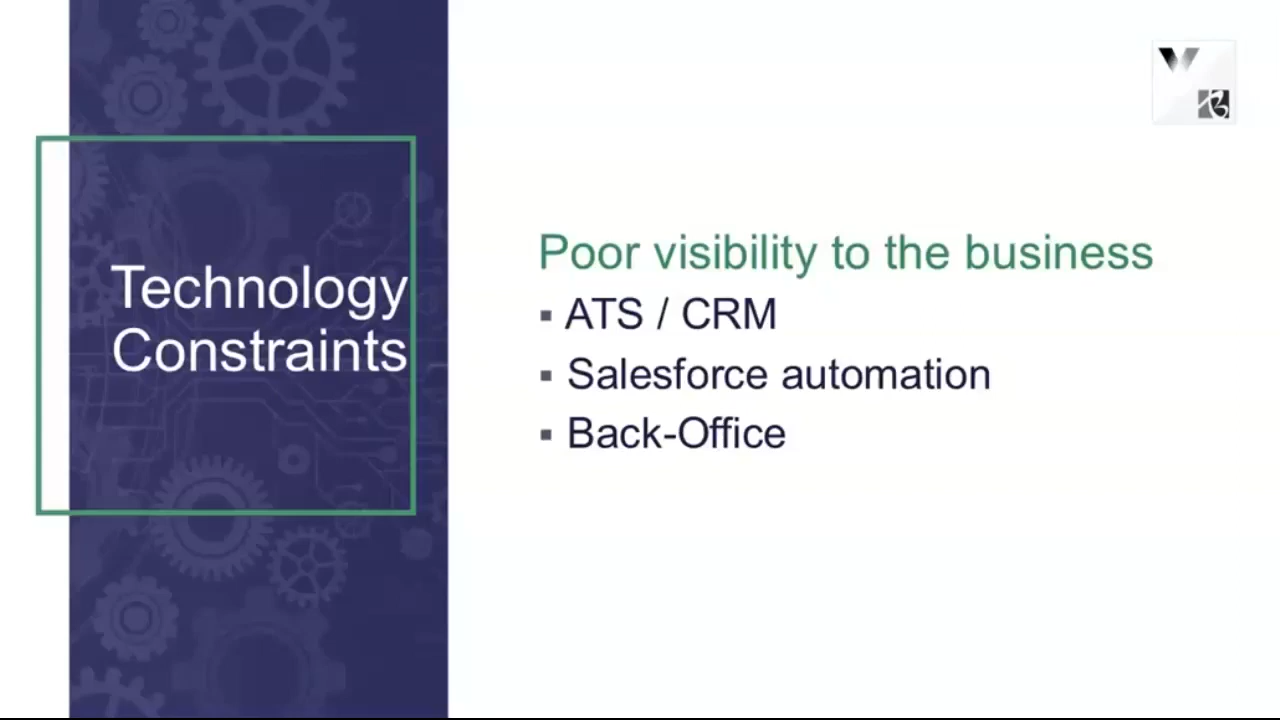 Technology
Constraints
Poor visibility to the business
▪ ATS / CRM
▪ Salesforce automation
▪ Back-Office